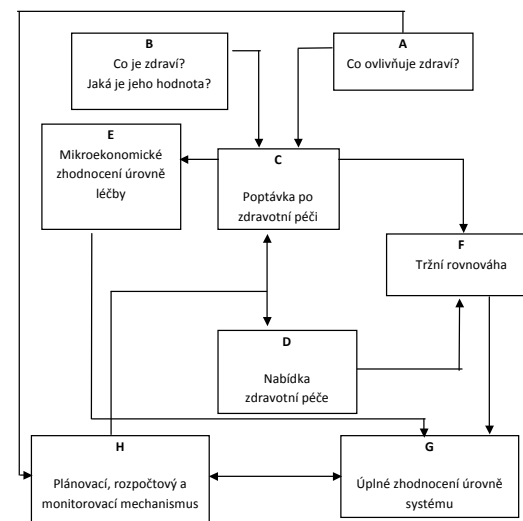 B
Co je zdraví?
Jaká je jeho hodnota?
A
Co ovlivňuje zdraví?
E
Mikroekonomické
zhodnocení úrovně
léčby
C
Poptávka po
zdravotní péči
F
Tržní rovnováha
D
Nabídka
zdravotní péče
H
Plánovací, rozpočtový a
monitorovací mechanismus
G
Úplné zhodnocení úrovně
systému